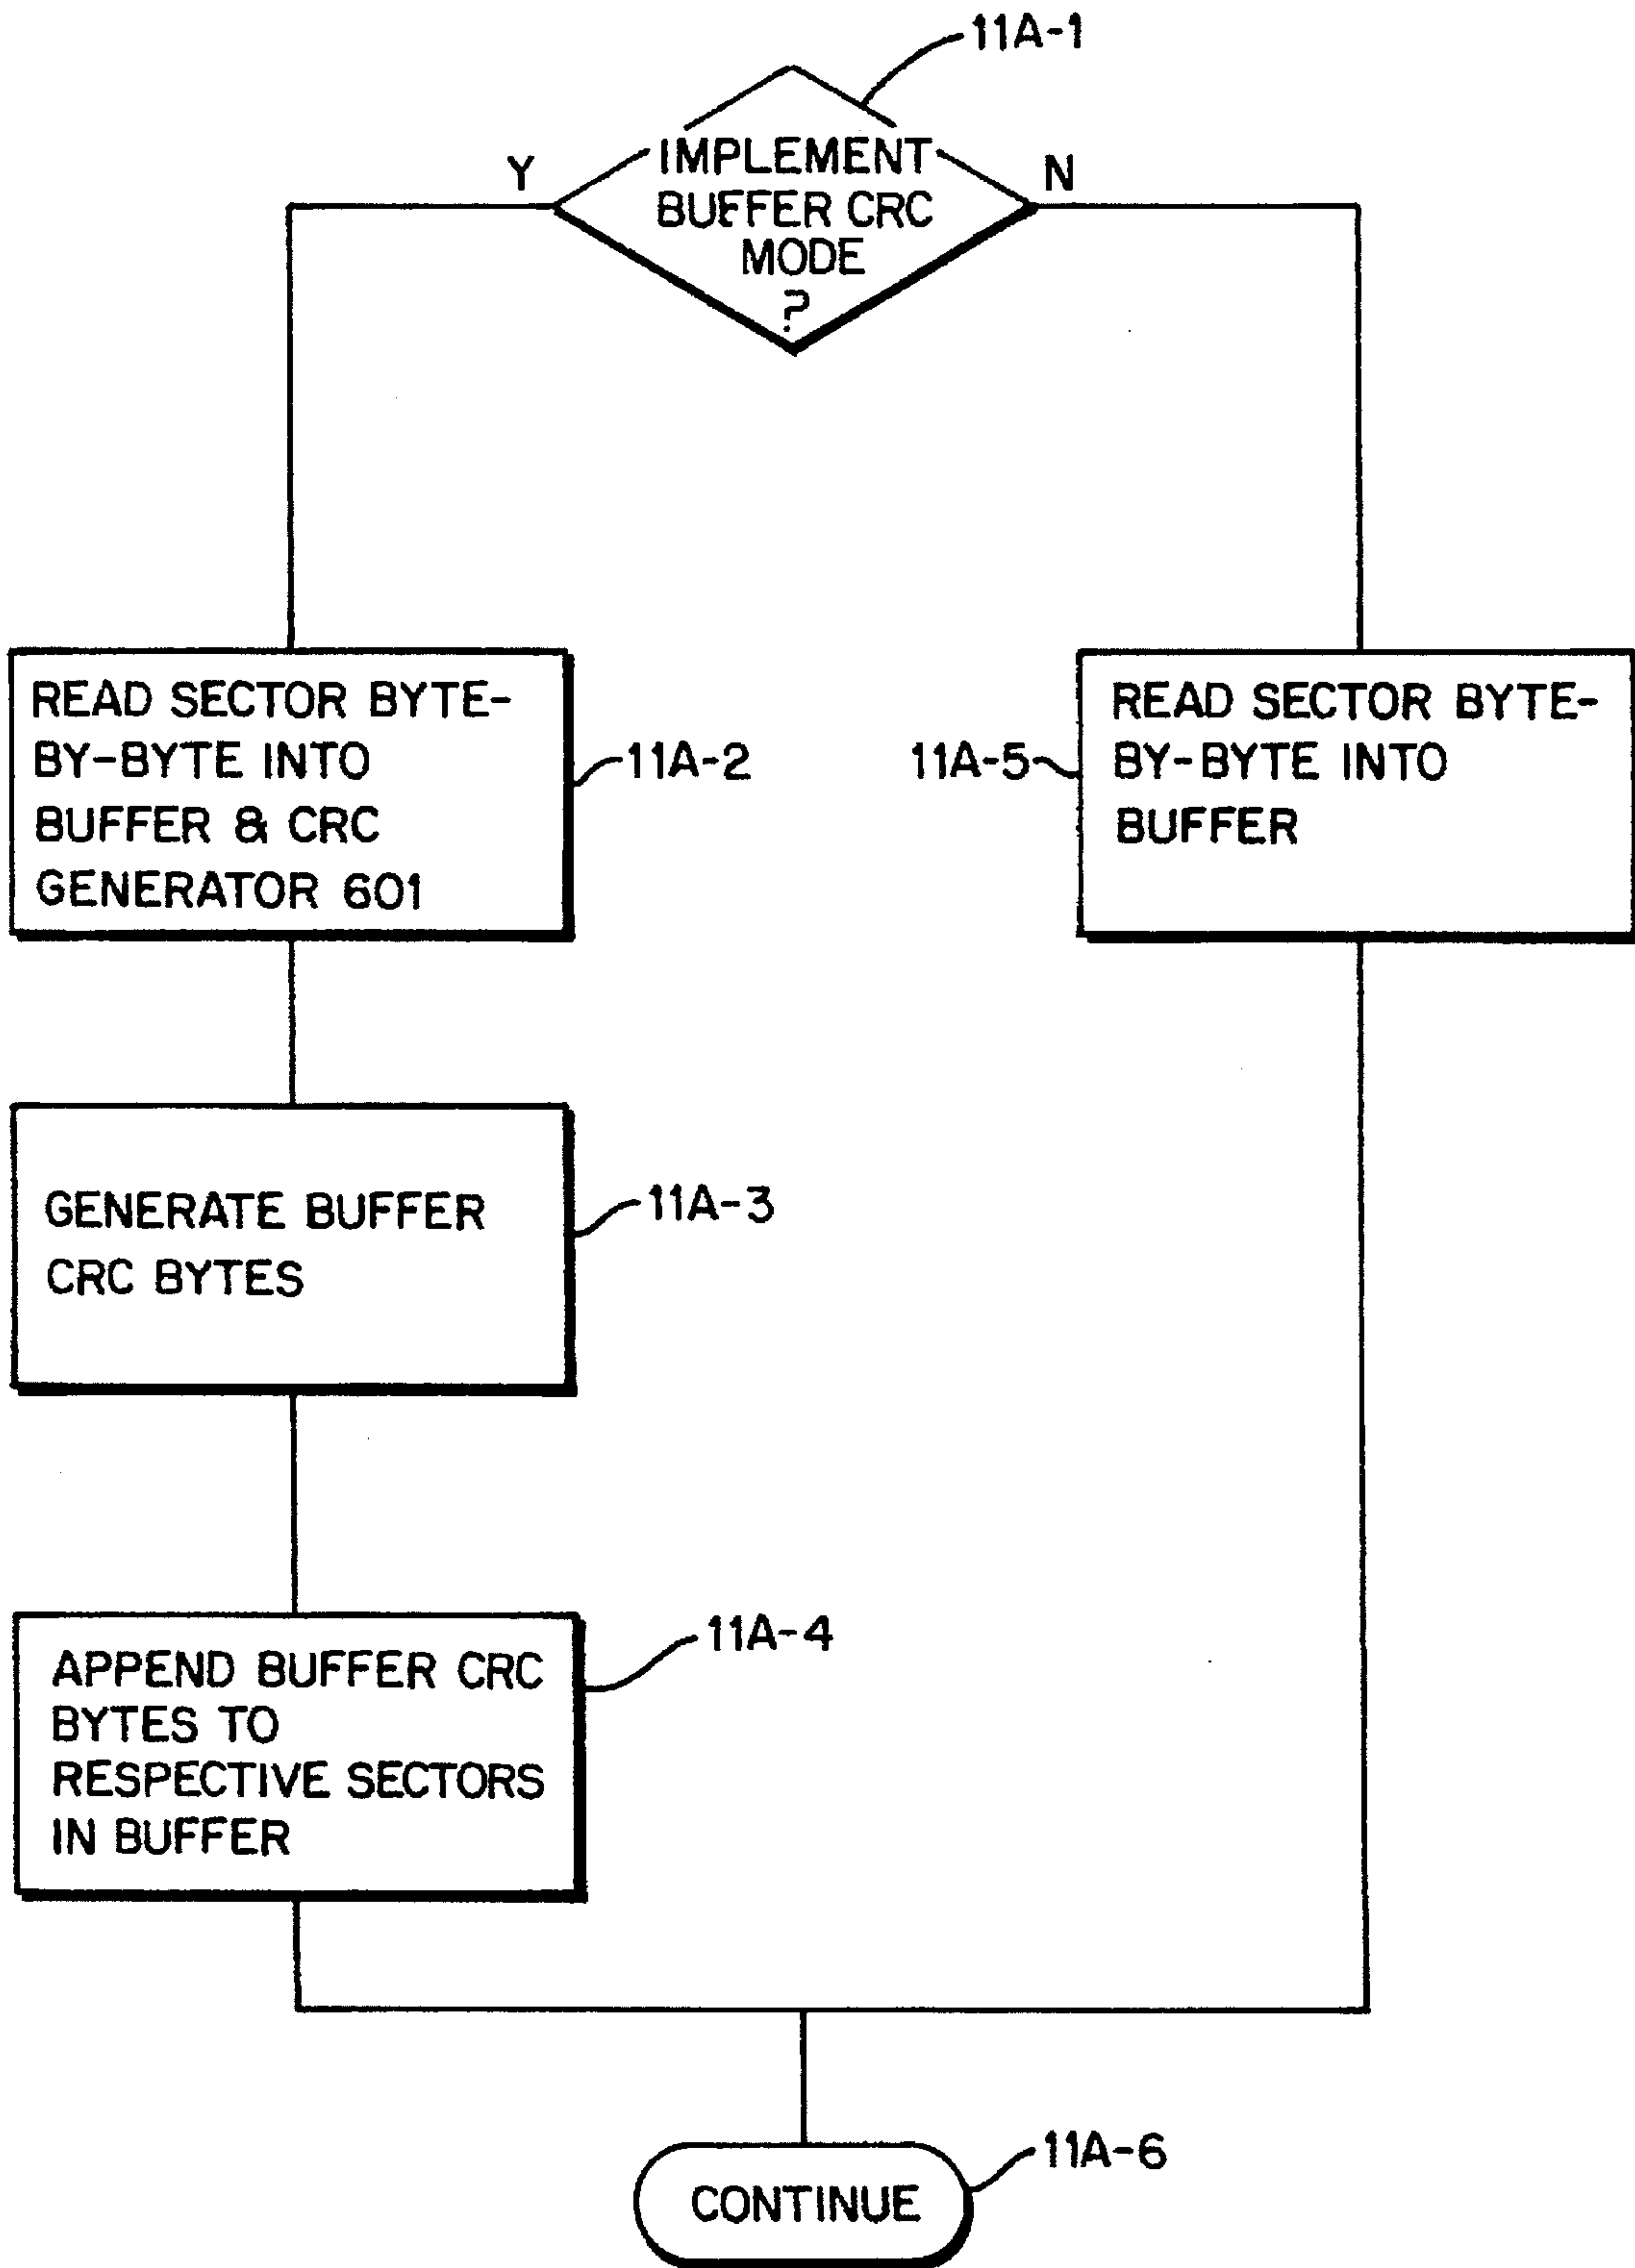 11A-1
IMPLEMENT
BUFFER CRC
MODE
?
Y
N
READ SECTOR BYTE-
BY-BYTE INTO
BUFFER & CRC
GENERATOR 601
11A-2
11A-5
READ SECTOR BYTE-
BY-BYTE INTO
BUFFER
GENERATE BUFFER
CRC BYTES
11A-3
APPEND BUFFER CRC
BYTES TO
RESPECTIVE SECTORS
IN BUFFER
11A-4
CONTINUE
11A-6